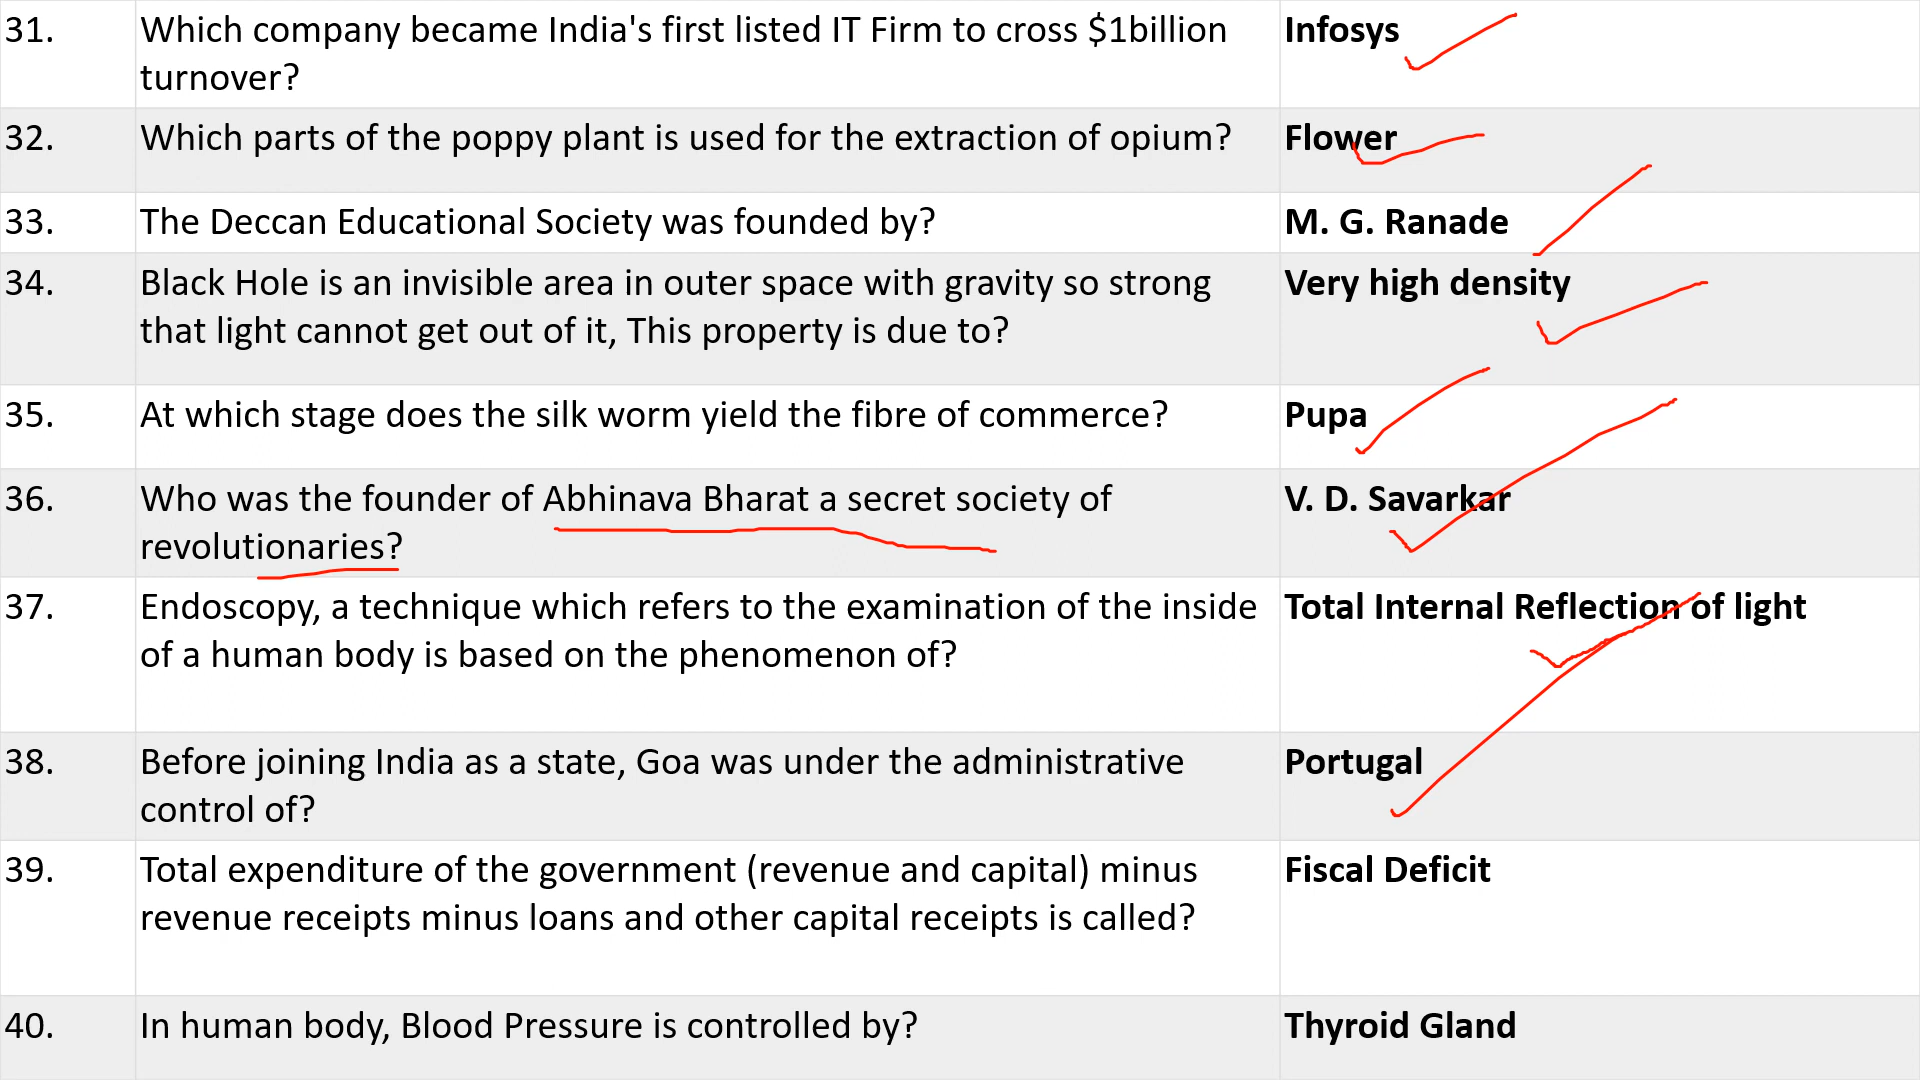 31. Which company became India's first listed IT Firm to cross $1billion Infosys
turnover?
32. Which parts of the poppy plant is used for the extraction of opium? Flower
33. The Deccan Educational Society was founded by? M. G. Ranade
34. Black Hole is an invisible area in outer space with gravity so strong Very high density
that light cannot get out of it, This property is due to?
35. At which stage does the silk worm yield the fibre of commerce? Pupa
36. Who was the founder of Abhinava Bharat a secret society of V. D. Savarkar
revolutionaries?
37. Endoscopy, a technique which refers to the examination of the inside Total Internal Reflection of light
of a human body is based on the phenomenon of?
38. Before joining India as a state, Goa was under the administrative Portugal
control of?
39. Total expenditure of the government (revenue and capital) minus Fiscal Deficit
revenue receipts minus loans and other capital receipts is called?
40. In human body, Blood Pressure is controlled by? Thyroid Gland